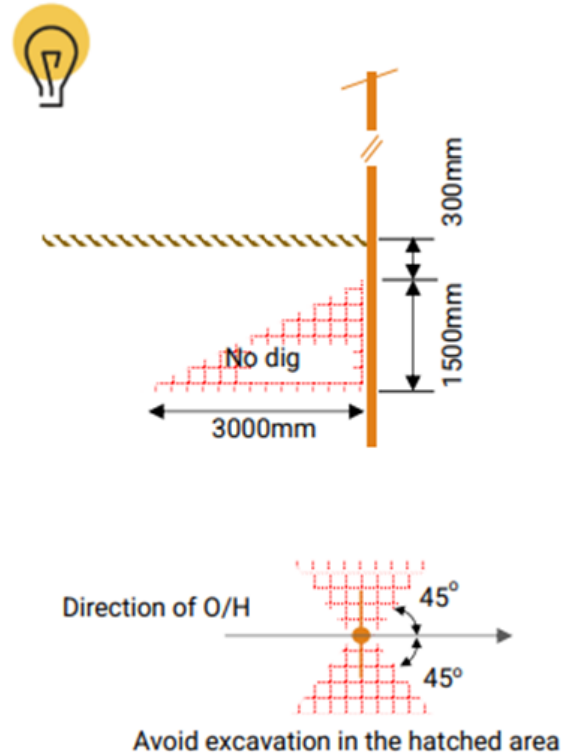 300mm
1500mm
No dig
3000mm
Direction of O/H
45°
45°
Avoid excavation in the hatched area